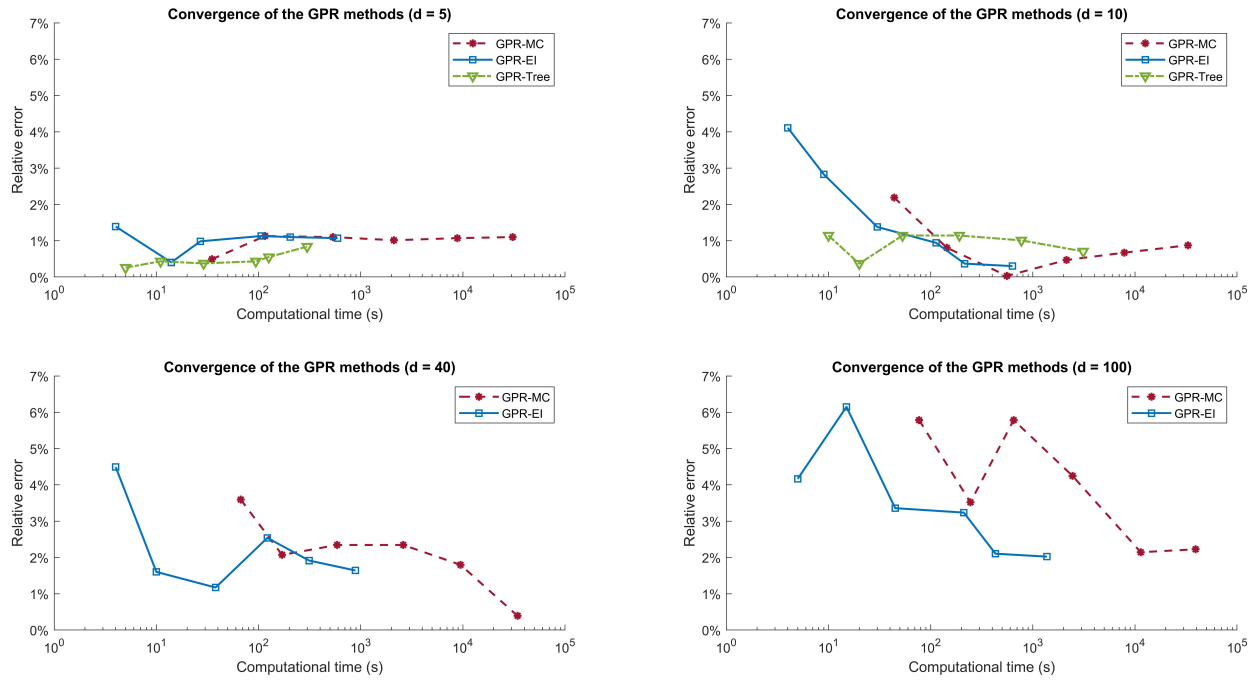 Convergence of the GPR methods (d = 5)
7%
6%
5%
4%
3%
2%
1%
0%
Relative error
10^0
10^1
10^2
10^3
10^4
10^5
Computational time (s)
GPR-MC
GPR-EI
GPR-Tree
Convergence of the GPR methods (d = 10)
7%
6%
5%
4%
3%
2%
1%
0%
Relative error
10^0
10^1
10^2
10^3
10^4
10^5
Computational time (s)
GPR-MC
GPR-EI
GPR-Tree
Convergence of the GPR methods (d = 40)
7%
6%
5%
4%
3%
2%
1%
0%
Relative error
10^0
10^1
10^2
10^3
10^4
10^5
Computational time (s)
GPR-MC
GPR-EI
Convergence of the GPR methods (d = 100)
7%
6%
5%
4%
3%
2%
1%
0%
Relative error
10^0
10^1
10^2
10^3
10^4
10^5
Computational time (s)
GPR-MC
GPR-EI